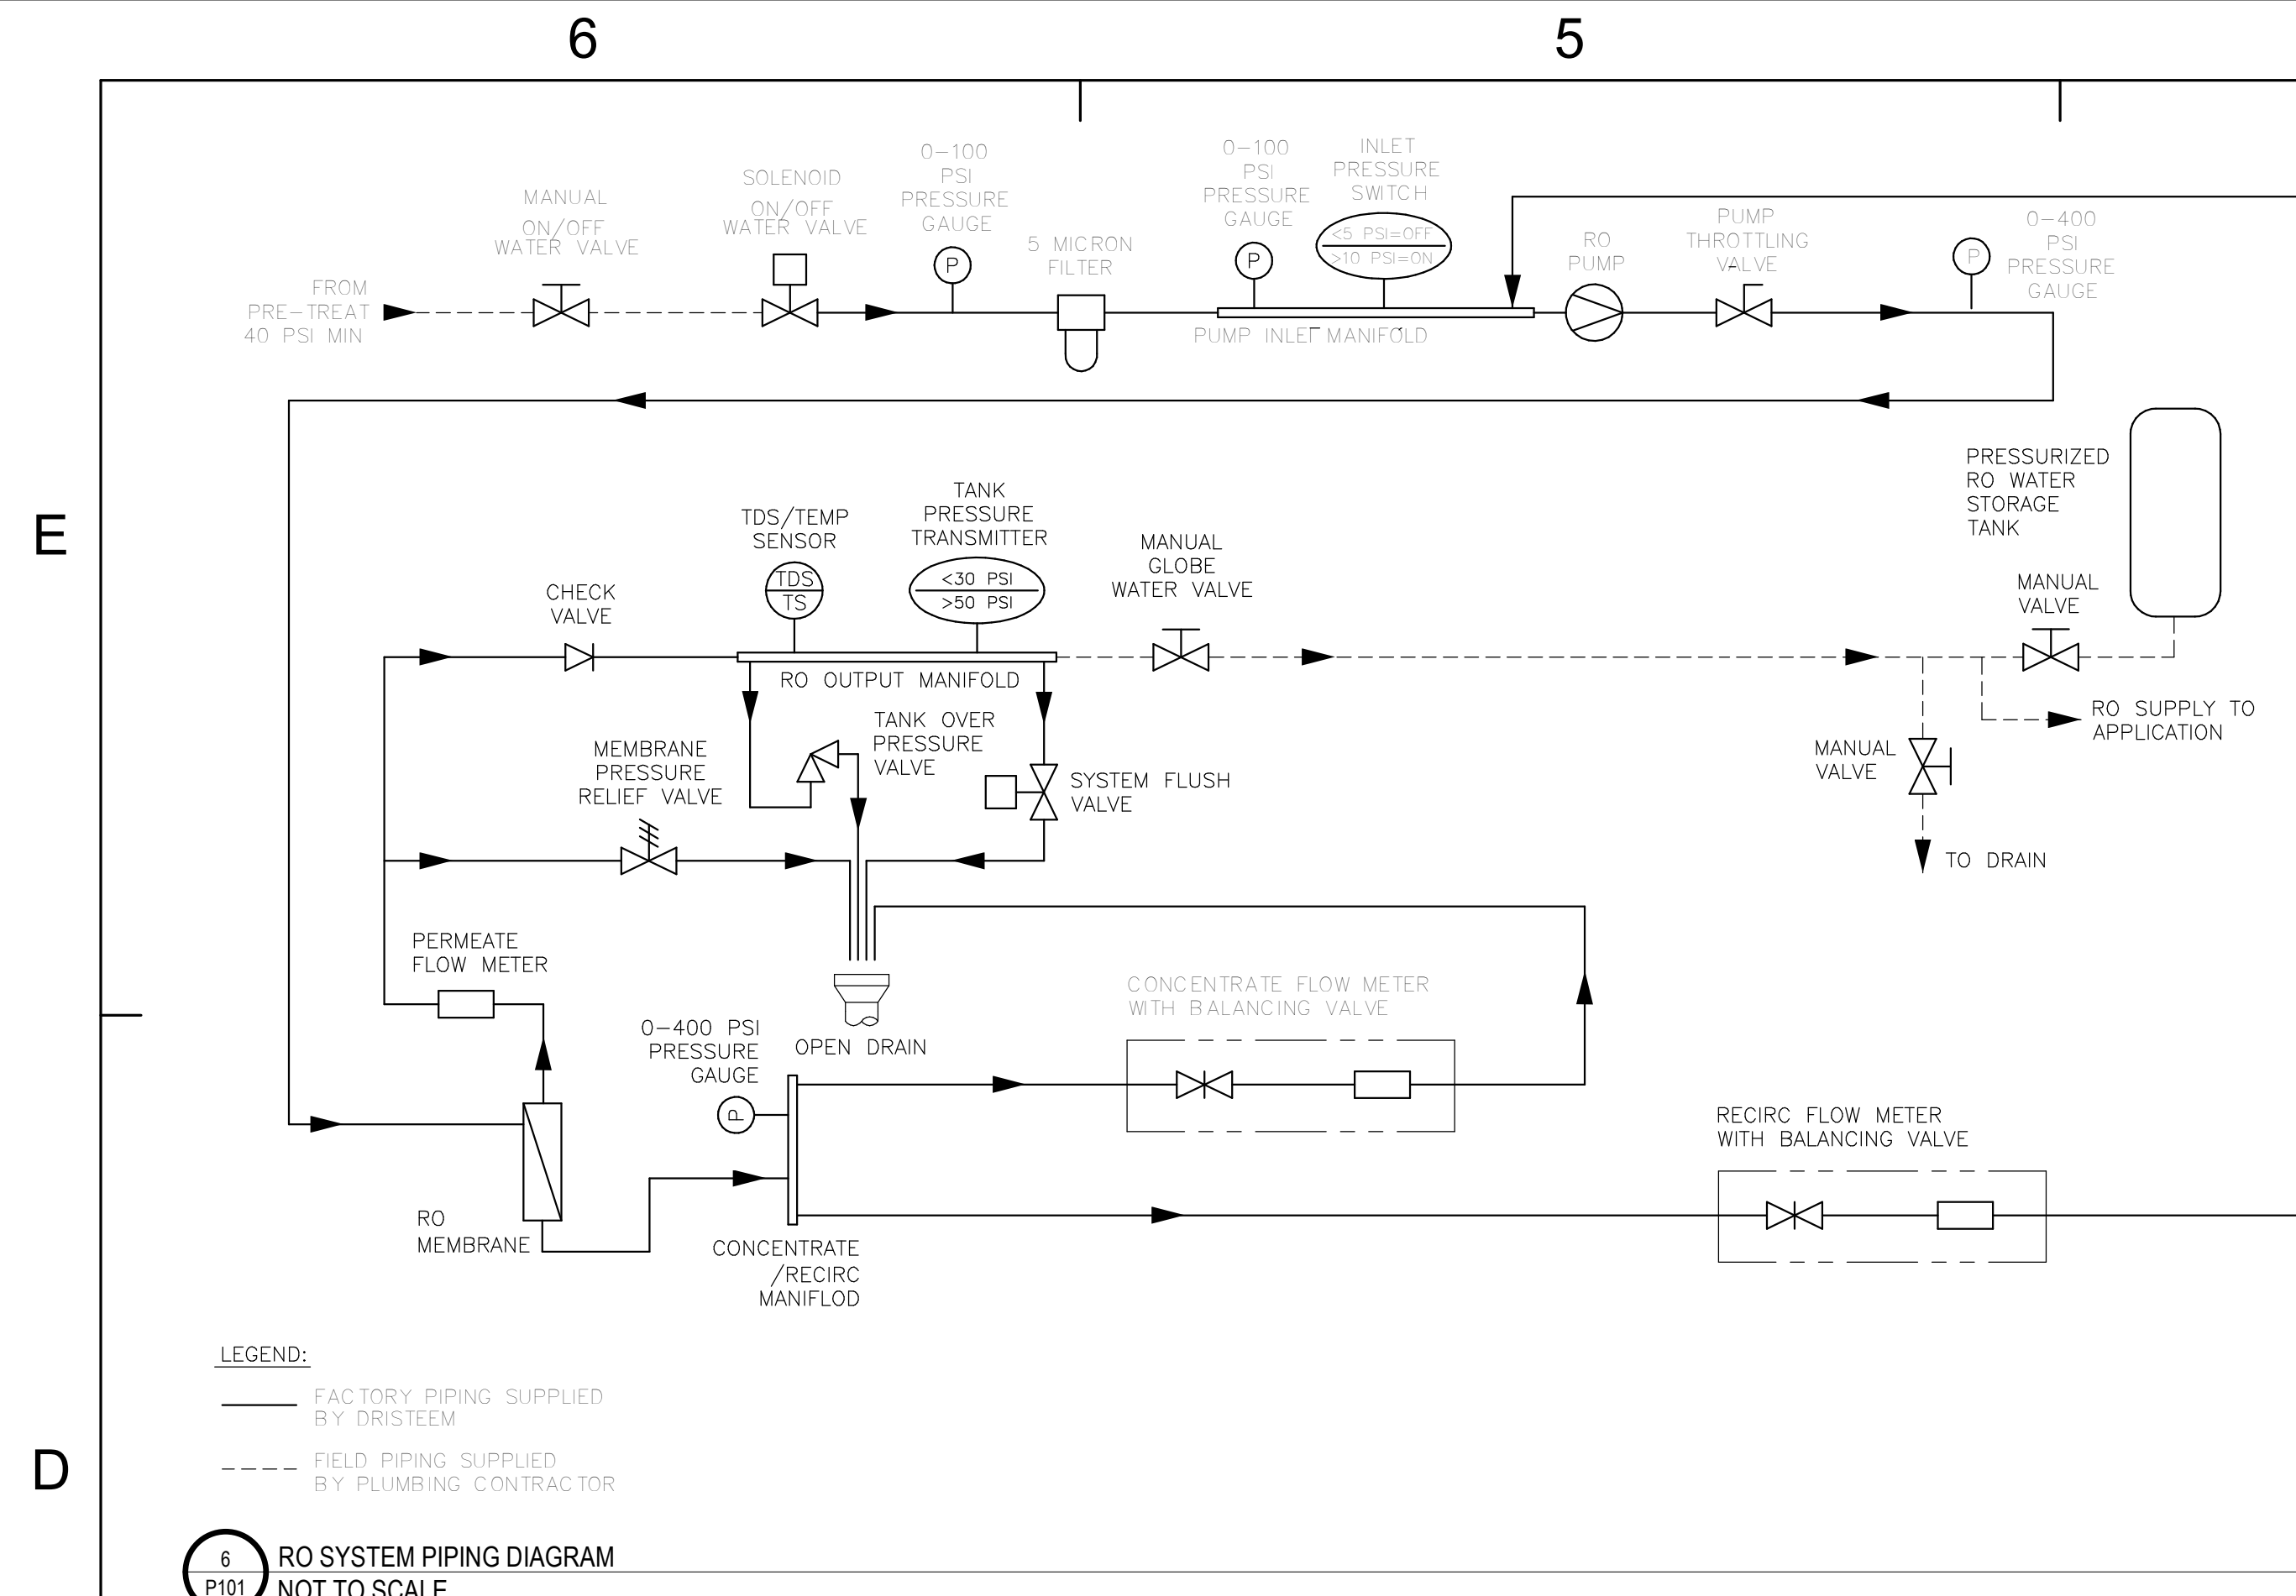 6
5
E
D
FROM
PRE-TREAT
40 PSI MIN
MANUAL
ON/OFF
WATER VALVE
SOLENOID
ON/OFF
WATER VALVE
0-100
PSI
PRESSURE
GAUGE
P
5 MICRON
FILTER
0-100
PSI
PRESSURE
GAUGE
P
INLET
PRESSURE
SWITCH
<5 PSI=OFF
>10 PSI=ON
PUMP INLET MANIFOLD
RO
PUMP
PUMP
THROTTLING
VALVE
P
0-400
PSI
PRESSURE
GAUGE
PRESSURIZED
RO WATER
STORAGE
TANK
CHECK
VALVE
TDS/TEMP
SENSOR
TDS
TS
TANK
PRESSURE
TRANSMITTER
<30 PSI
>50 PSI
MANUAL
GLOBE
WATER VALVE
MANUAL
VALVE
RO OUTPUT MANIFOLD
TANK OVER
PRESSURE
VALVE
MEMBRANE
PRESSURE
RELIEF VALVE
SYSTEM FLUSH
VALVE
MANUAL
VALVE
RO SUPPLY TO
APPLICATION
TO DRAIN
PERMEATE
FLOW METER
0-400 PSI
PRESSURE
GAUGE
P
OPEN DRAIN
CONCENTRATE FLOW METER
WITH BALANCING VALVE
RECIRC FLOW METER
WITH BALANCING VALVE
RO
MEMBRANE
CONCENTRATE
/RECIRC
MANIFLOD
LEGEND:
FACTORY PIPING SUPPLIED
BY DRISTEEM
FIELD PIPING SUPPLIED
BY PLUMBING CONTRACTOR
6
P101
RO SYSTEM PIPING DIAGRAM
NOT TO SCALE